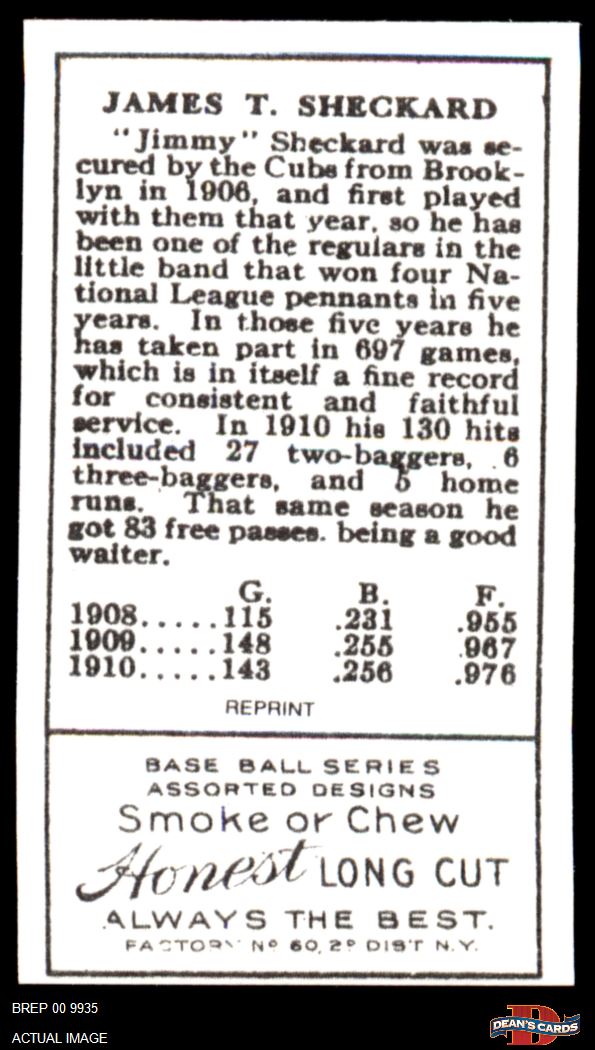 JAMES T. SHECKARD
"Jimmy" Sheckard was se-
cured by the Cubs from Brook-
lyn in 1906, and first played
with them that year, so he has
been one of the regulars in the
little band that won four Na-
tional League pennants in five
years. In those five years he
has taken part in 697 games,
which is in itself a fine record
for consistent and faithful
service. In 1910 his 130 hits
included 27 two-baggers, 6
three-baggers, and 5 home
runs. That same season he
got 83 free passes. being a good
waiter.
G. B. F.
1908.....115 .231 .955
1909.....148 .255 .967
1910.....143 .256 .976
REPRINT
BASE BALL SERIES
ASSORTED DESIGNS
Smoke or Chew
Honest LONG CUT
ALWAYS THE BEST.
FACTORY Nº 60, 2º DIST N.Y.
BREP 00 9935
ACTUAL IMAGE
D
DEAN'S CARDS